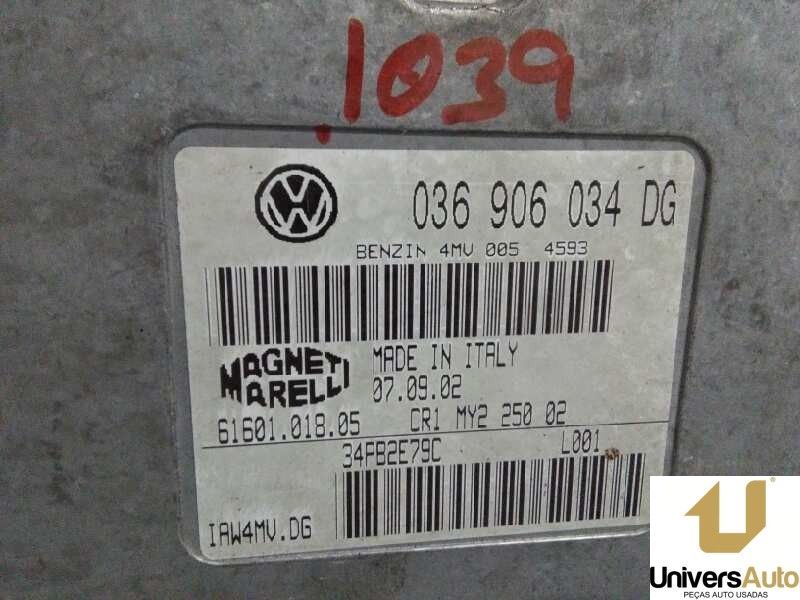 1039
036 906 034 DG
BENZIN 4MV 005 4593
MAGNETI
MARELLI
MADE IN ITALY
07.09.02
61601.018.05 CR1 MY2 250 02
34FB2E79C L001
IAW4MV.DG
UniversAuto
PEÇAS AUTO USADAS